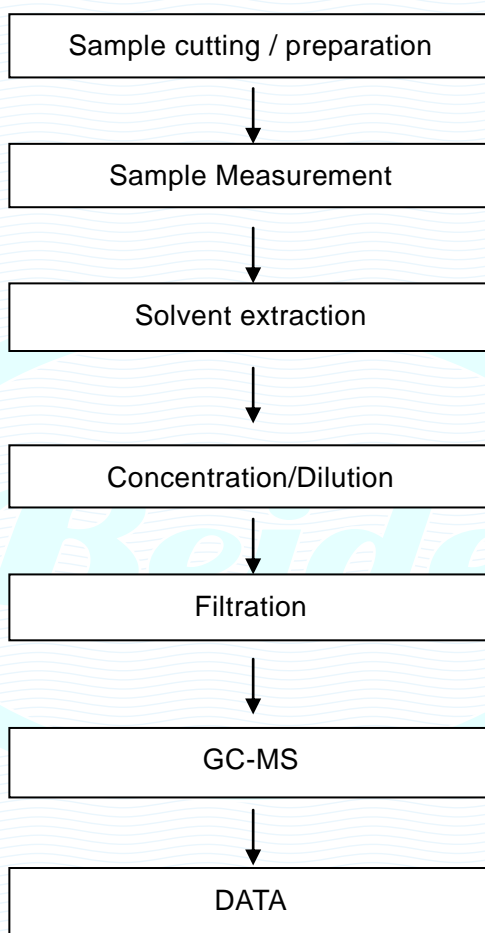 Sample cutting / preparation
Sample Measurement
Solvent extraction
Concentration/Dilution
Filtration
GC-MS
DATA